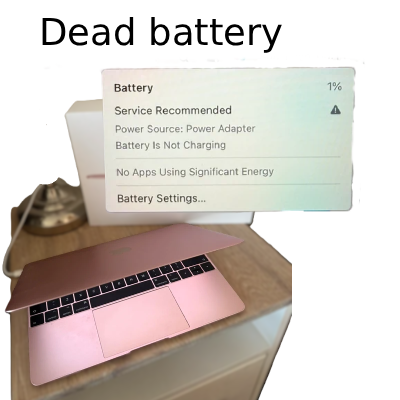 Dead battery
Battery 1%
Service Recommended
Power Source: Power Adapter
Battery Is Not Charging
No Apps Using Significant Energy
Battery Settings...